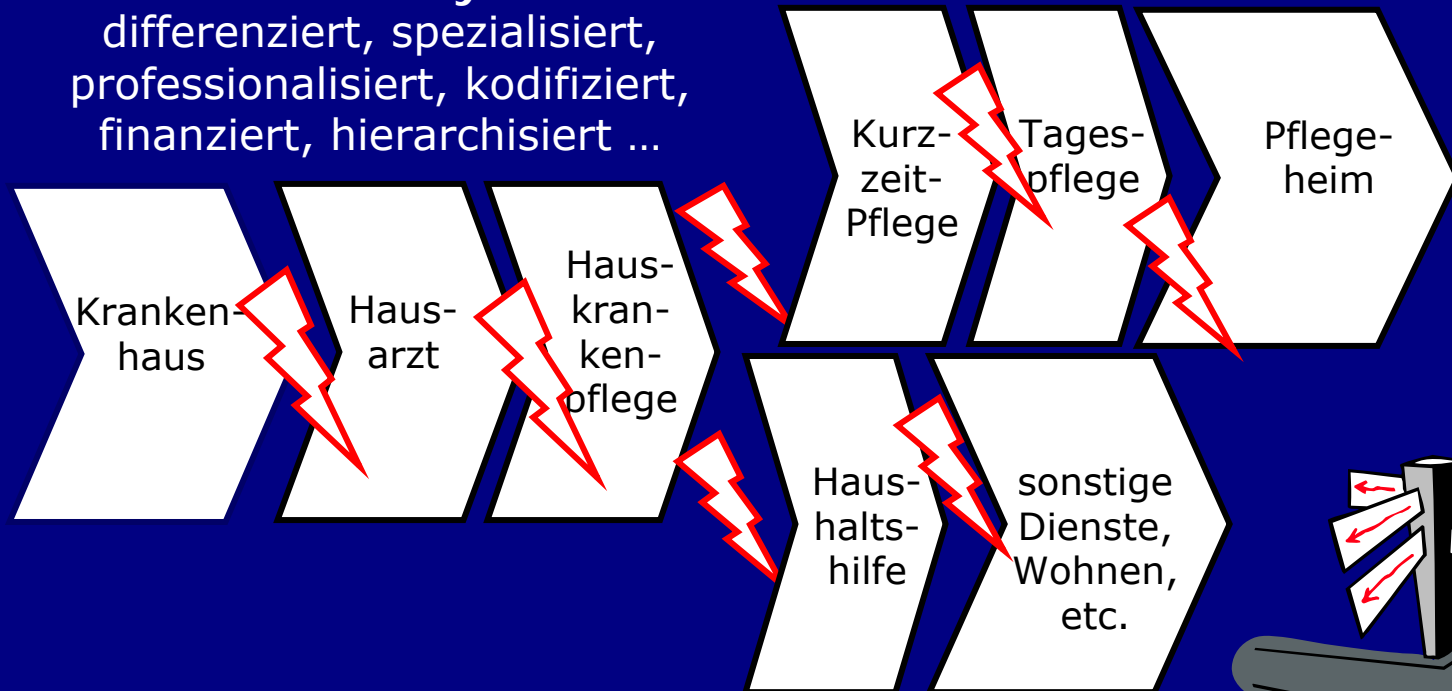 differenziert, spezialisiert,
professionalisiert, kodifiziert,
finanziert, hierarchisiert …
Kranken-
haus
Haus-
arzt
Haus-
kran-
ken-
pflege
Kurz-
zeit-
Pflege
Tages-
pflege
Pflege-
heim
Haus-
halts-
hilfe
sonstige
Dienste,
Wohnen,
etc.